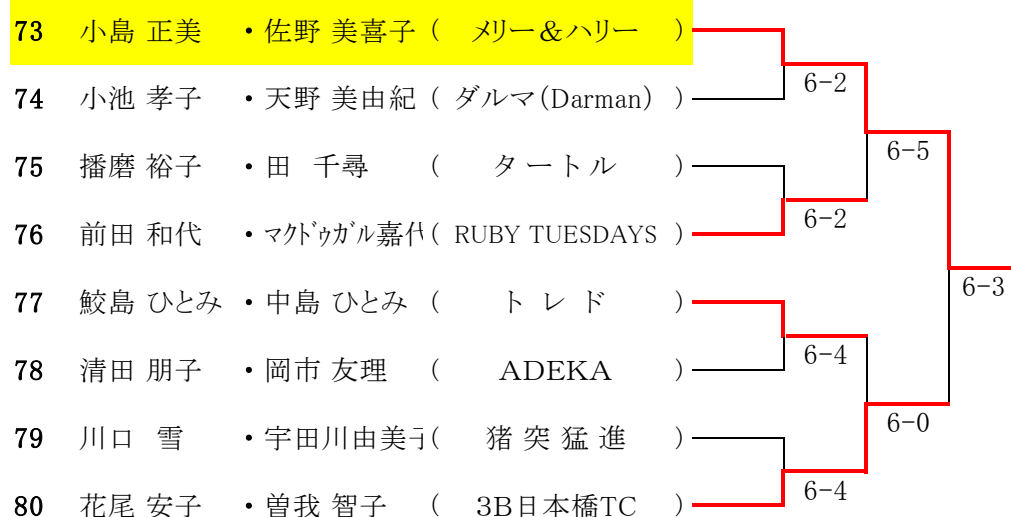 73 小島 正美 ・佐野 美喜子 ( メリー&ハリー )
6-2
74 小池 孝子 ・天野 美由紀 ( ダルマ(Darman) )
6-5
75 播磨 裕子 ・田 千尋 ( タートル )
6-2
76 前田 和代 ・マクドゥガル嘉代 ( RUBY TUESDAYS )
6-3
77 鮫島 ひとみ ・中島 ひとみ ( トレド )
6-4
78 清田 朋子 ・岡市 友理 ( ADEKA )
6-0
79 川口 雪 ・宇田川由美子 ( 猪突猛進 )
6-4
80 花尾 安子 ・曽我 智子 ( 3B日本橋TC )